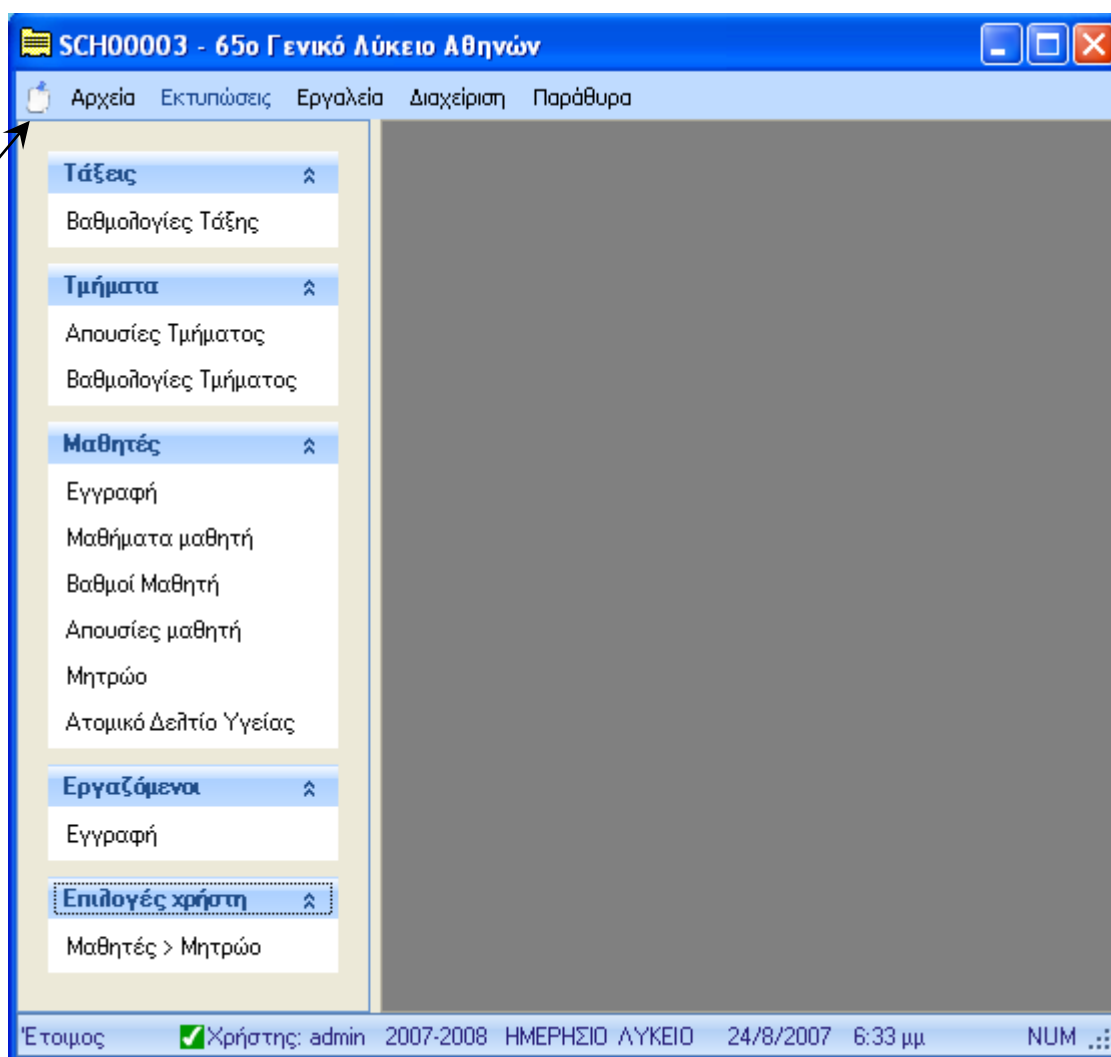 SCH00003 - 65ο Γενικό Λύκειο Αθηνών
Αρχεία Εκτυπώσεις Εργαλεία Διαχείριση Παράθυρα
Τάξεις
Βαθμολογίες Τάξης
Τμήματα
Απουσίες Τμήματος
Βαθμολογίες Τμήματος
Μαθητές
Εγγραφή
Μαθήματα μαθητή
Βαθμοί Μαθητή
Απουσίες μαθητή
Μητρώο
Ατομικό Δελτίο Υγείας
Εργαζόμενοι
Εγγραφή
Επιλογές χρήστη
Μαθητές > Μητρώο
Έτοιμος Χρήστης: admin 2007-2008 ΗΜΕΡΗΣΙΟ ΛΥΚΕΙΟ 24/8/2007 6:33 μμ NUM